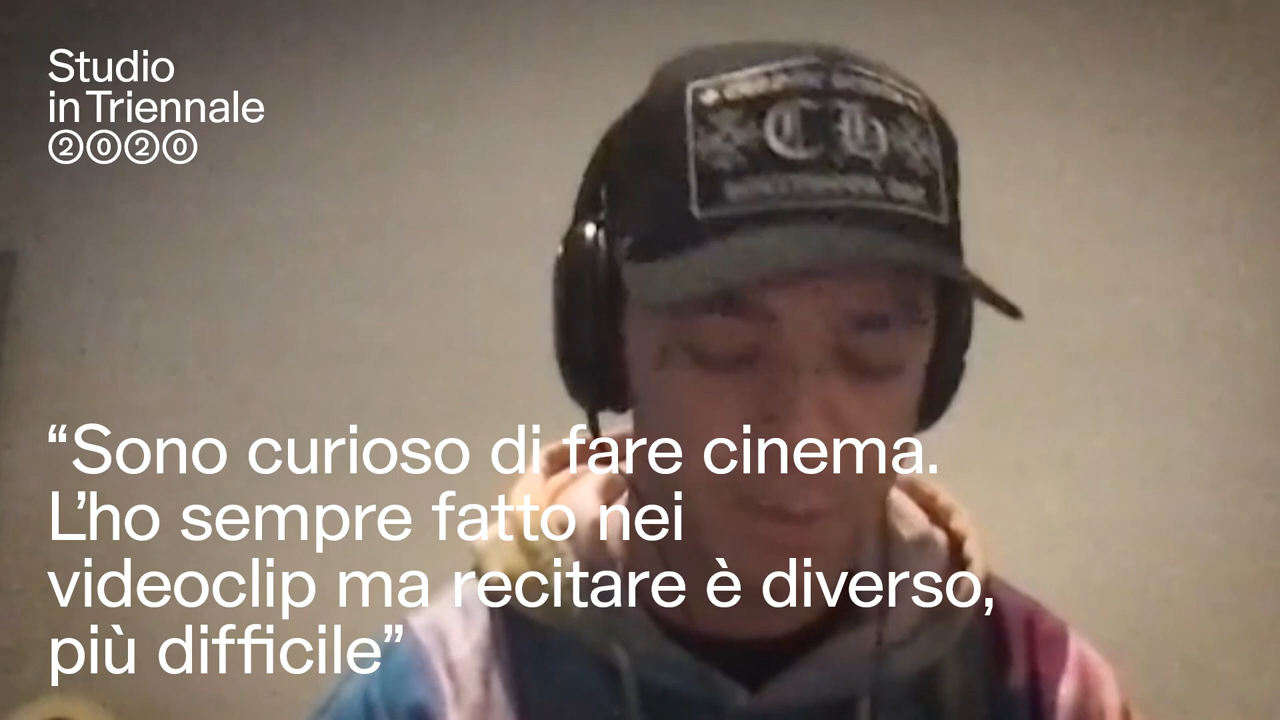 Studio
in Triennale
2020
CH
“Sono curioso di fare cinema.
L’ho sempre fatto nei
videoclip ma recitare è diverso,
più difficile”